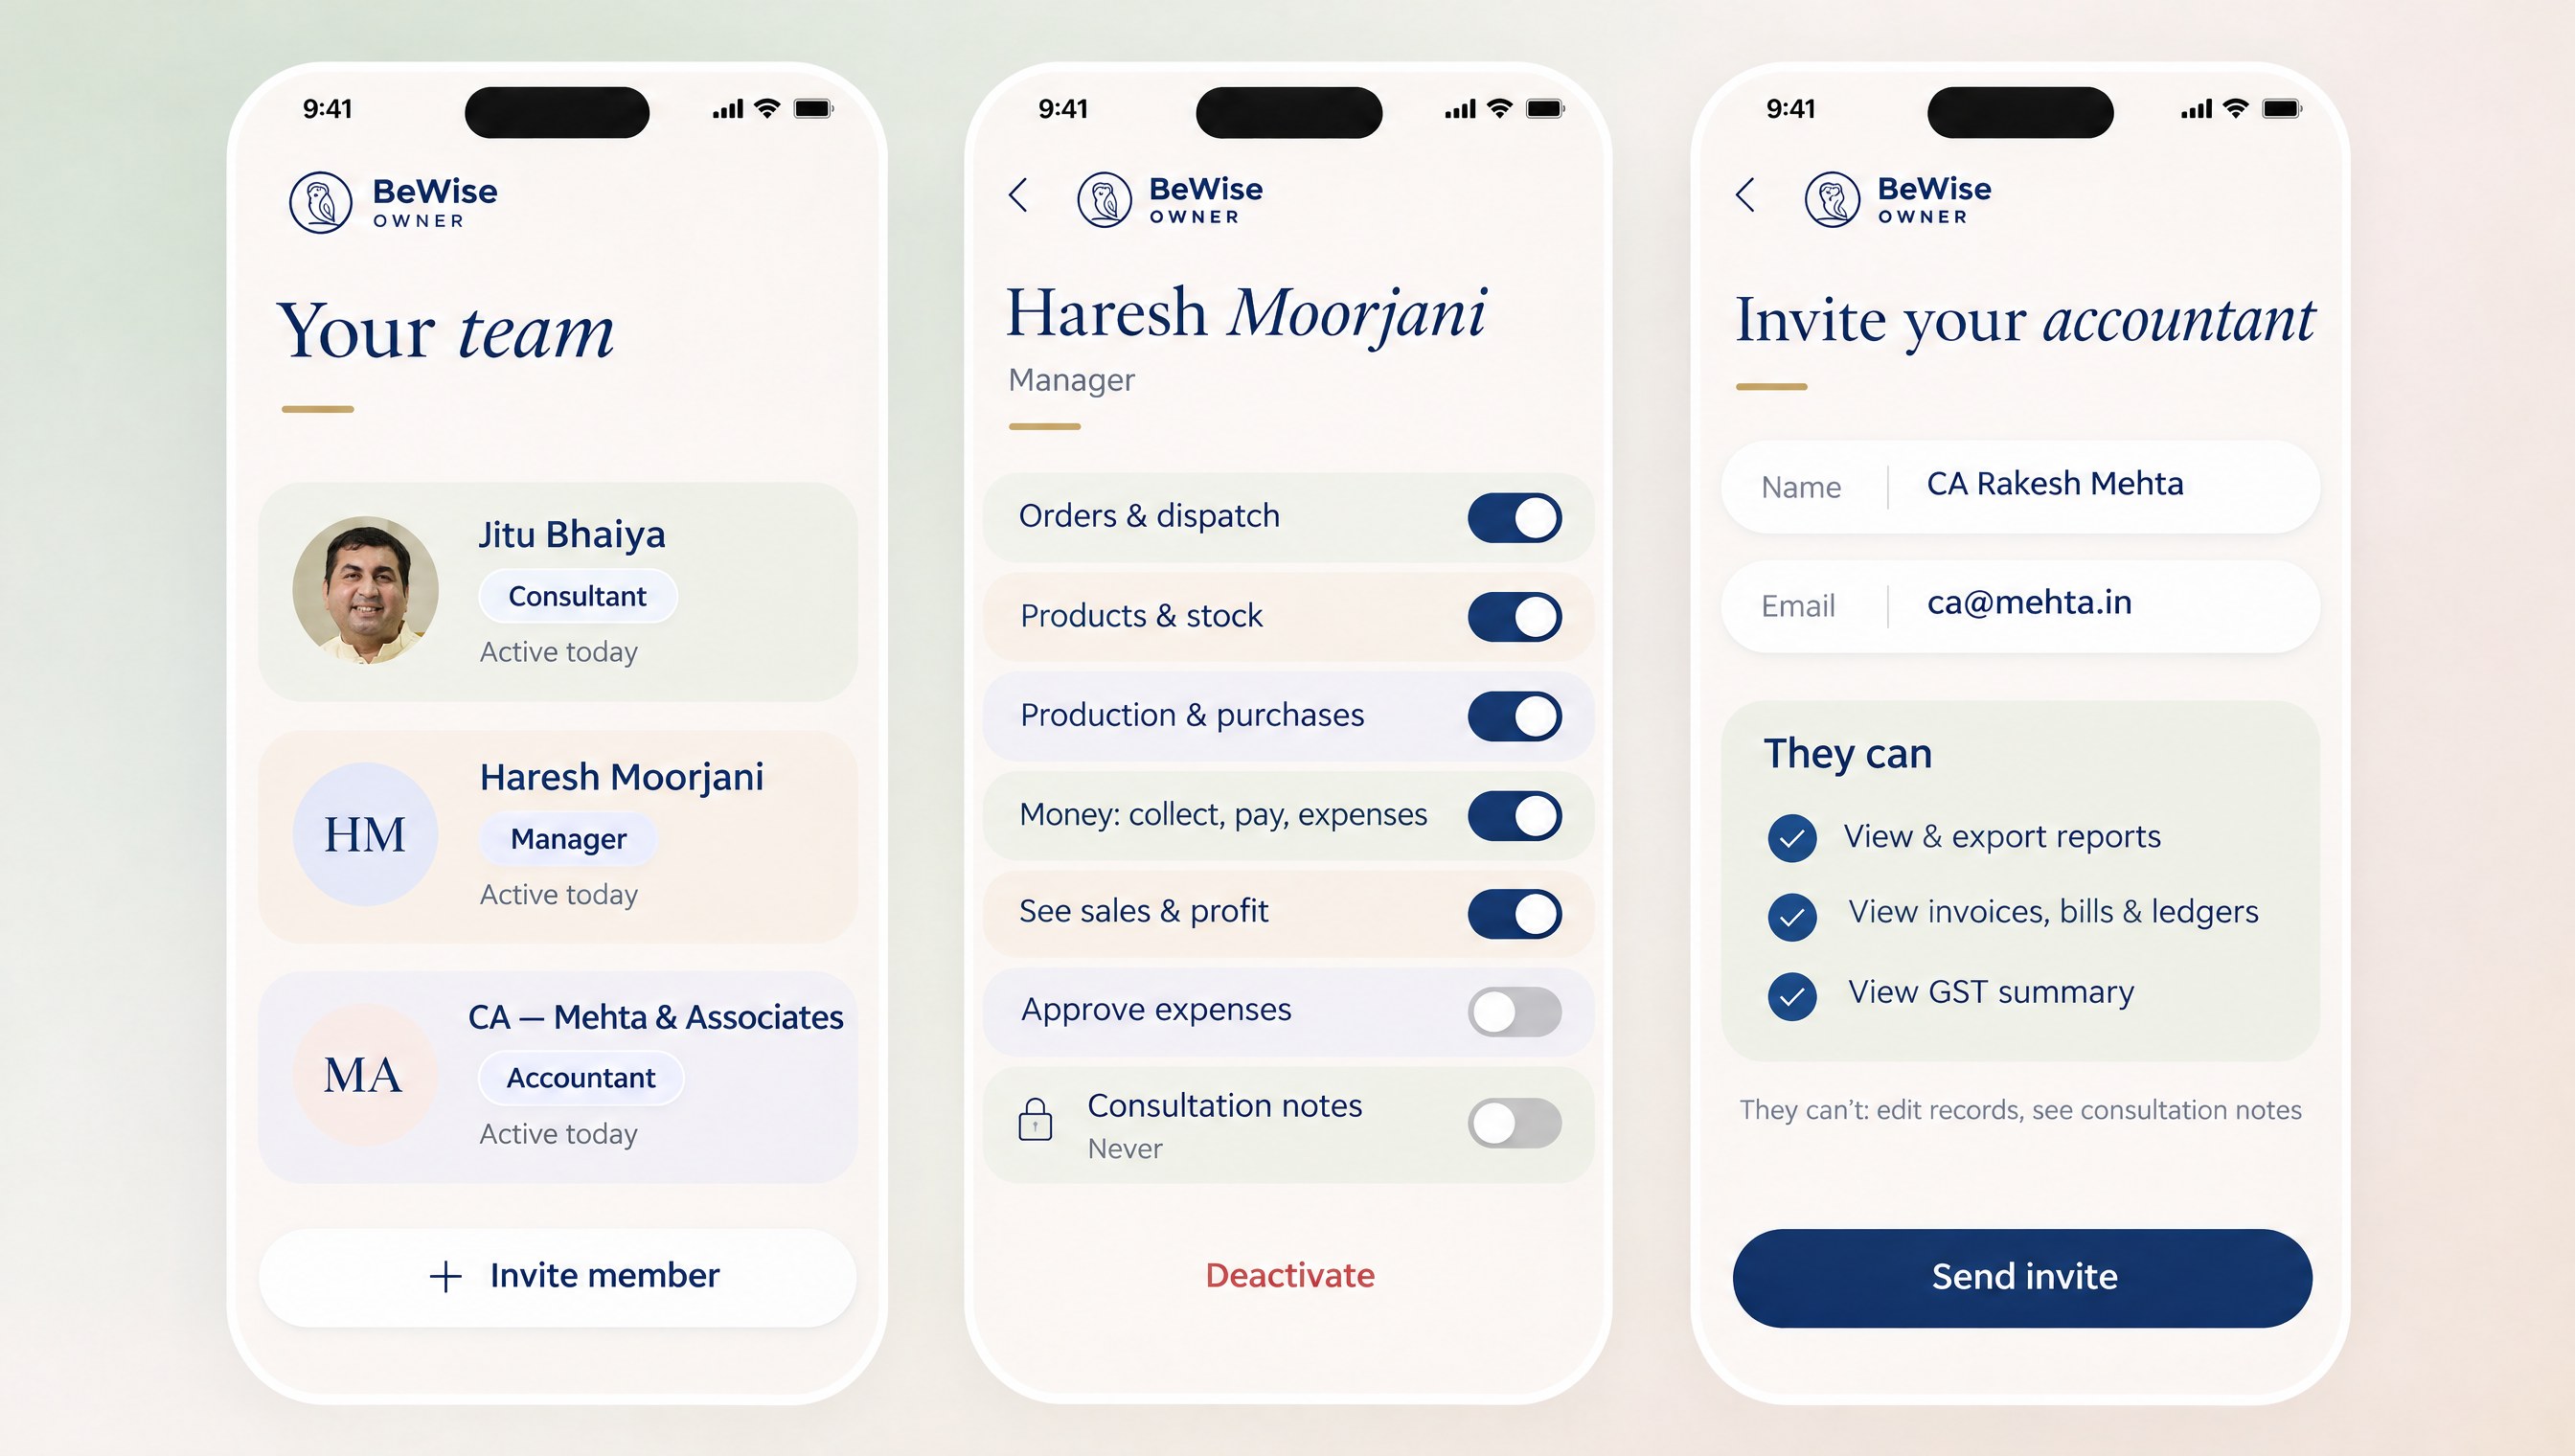 9:41
BeWise
OWNER
Your team
Jitu Bhaiya
Consultant
Active today
HM
Haresh Moorjani
Manager
Active today
MA
CA — Mehta & Associates
Accountant
Active today
+ Invite member
9:41
BeWise
OWNER
Haresh Moorjani
Manager
Orders & dispatch
Products & stock
Production & purchases
Money: collect, pay, expenses
See sales & profit
Approve expenses
Consultation notes
Never
Deactivate
9:41
BeWise
OWNER
Invite your accountant
Name CA Rakesh Mehta
Email ca@mehta.in
They can
View & export reports
View invoices, bills & ledgers
View GST summary
They can’t: edit records, see consultation notes
Send invite